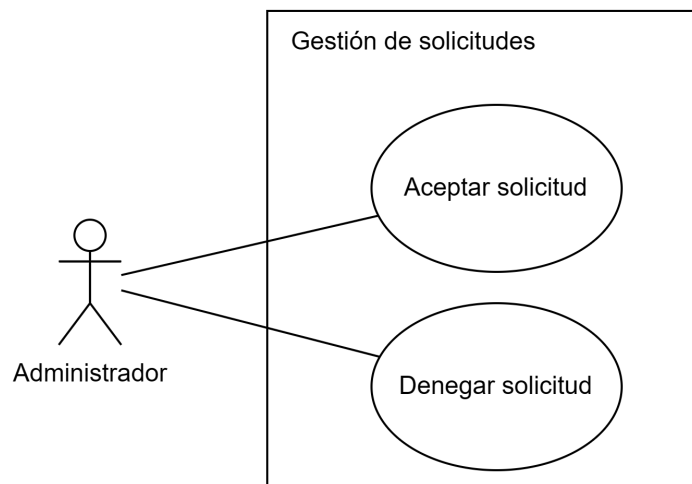 Gestión de solicitudes
Aceptar solicitud
Administrador
Denegar solicitud